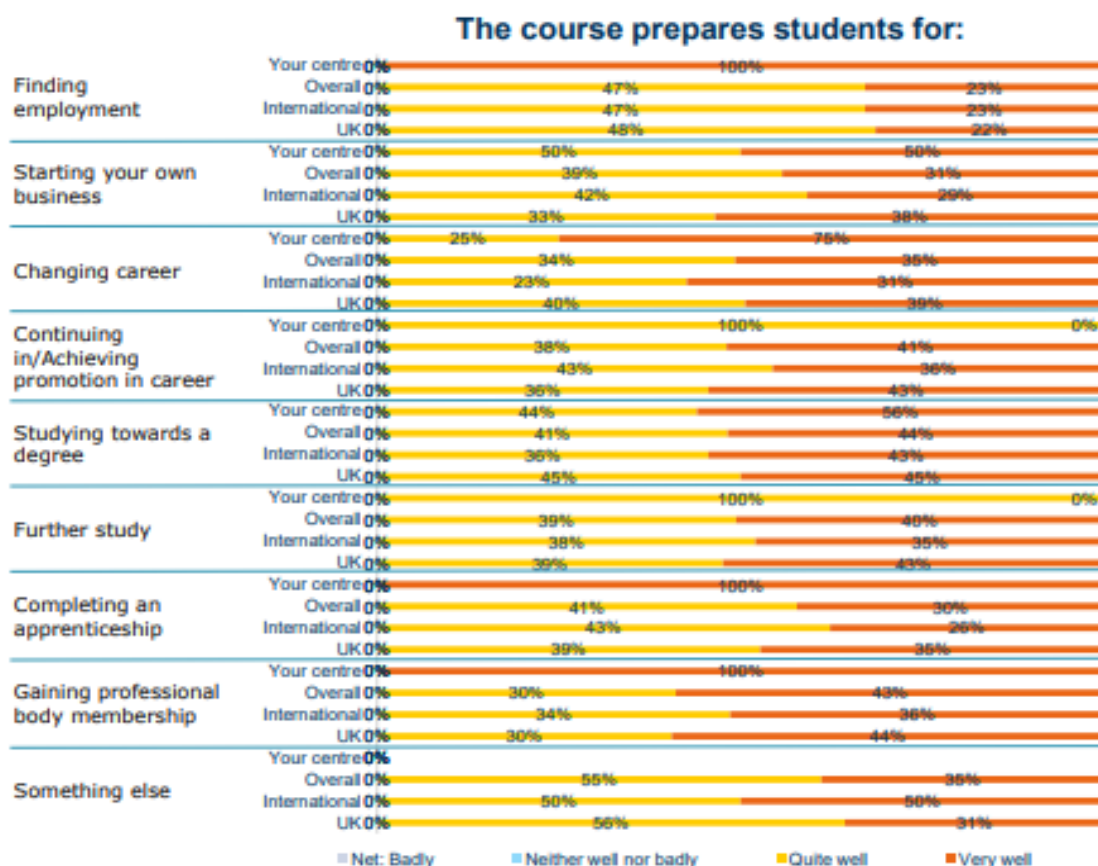 The course prepares students for:
Finding employment
Your centre 0% 100%
Overall 0% 47% 23%
International 0% 47% 23%
UK 0% 48% 22%
Starting your own business
Your centre 0% 50% 50%
Overall 0% 39% 31%
International 0% 42% 29%
UK 0% 33% 38%
Changing career
Your centre 0% 25% 75%
Overall 0% 34% 35%
International 0% 23% 31%
UK 0% 40% 39%
Continuing in/Achieving promotion in career
Your centre 0% 100% 0%
Overall 0% 38% 41%
International 0% 43% 36%
UK 0% 36% 43%
Studying towards a degree
Your centre 0% 44% 56%
Overall 0% 41% 44%
International 0% 36% 43%
UK 0% 45% 45%
Further study
Your centre 0% 100% 0%
Overall 0% 39% 40%
International 0% 38% 35%
UK 0% 39% 43%
Completing an apprenticeship
Your centre 0% 100%
Overall 0% 41% 30%
International 0% 43% 26%
UK 0% 39% 35%
Gaining professional body membership
Your centre 0% 100%
Overall 0% 30% 43%
International 0% 34% 36%
UK 0% 30% 44%
Something else
Your centre 0%
Overall 0% 55% 35%
International 0% 50% 50%
UK 0% 56% 31%
Net: Badly Neither well nor badly Quite well Very well